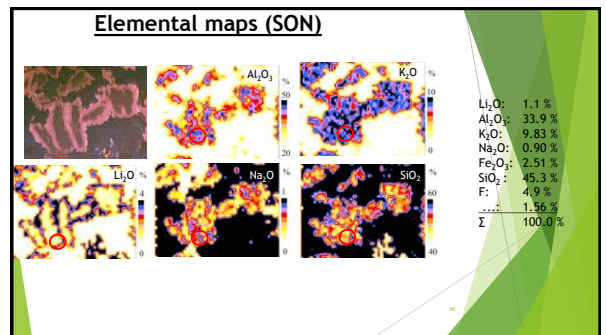 Elemental maps (SON)
Al₂O₃
%
50
20
K₂O
%
10
0
Li₂O
%
4
0
Na₂O
%
1
0
SiO₂
%
60
40
Li₂O: 1.1 %
Al₂O₃: 33.9 %
K₂O: 9.83 %
Na₂O: 0.90 %
Fe₂O₃: 2.51 %
SiO₂ : 45.3 %
F: 4.9 %
...: 1.56 %
Σ 100.0 %